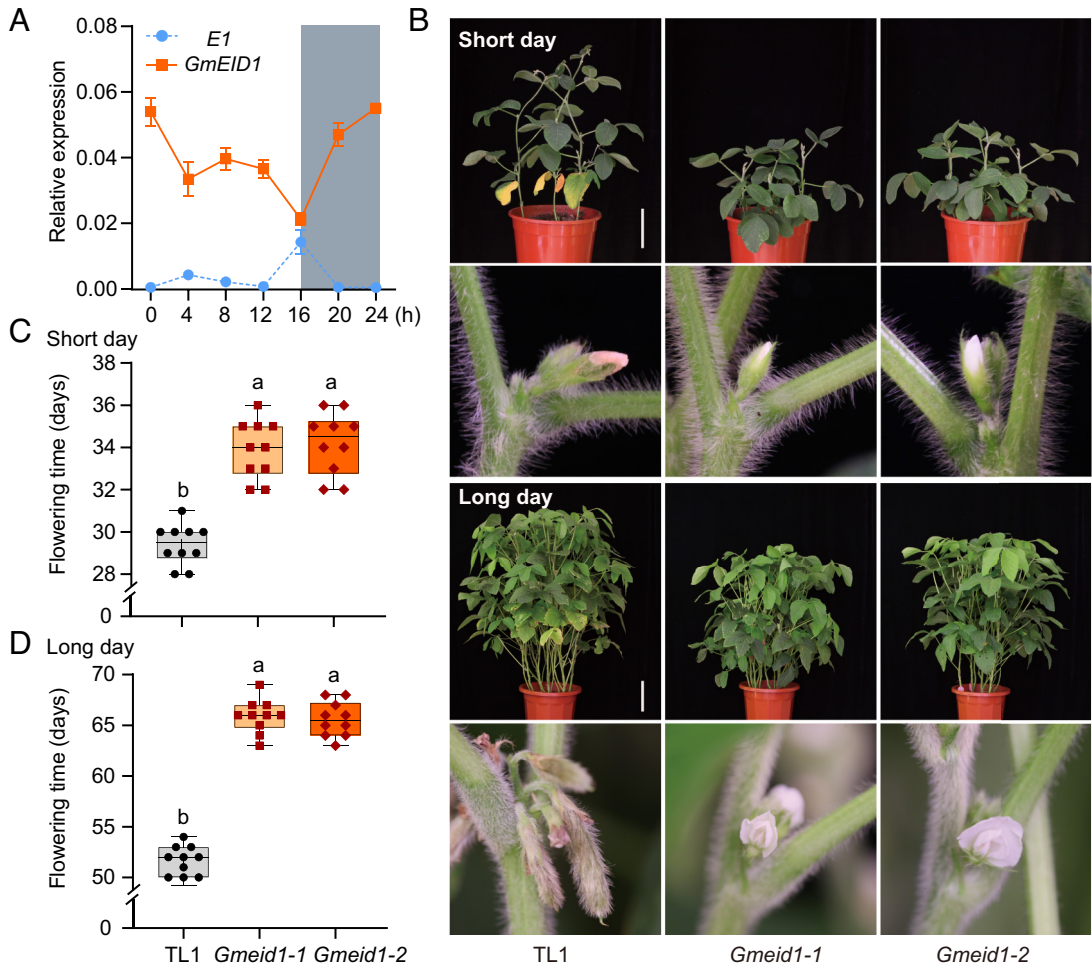 A
0.08
0.06
0.04
0.02
0.00
Relative expression
E1
GmEID1
0 4 8 12 16 20 24 (h)
B
Short day
Long day
TL1 Gmeid1-1 Gmeid1-2
C
Short day
38
36
34
32
30
28
0
Flowering time (days)
b
a
a
D
Long day
70
65
60
55
50
0
Flowering time (days)
b
a
a
TL1 Gmeid1-1 Gmeid1-2